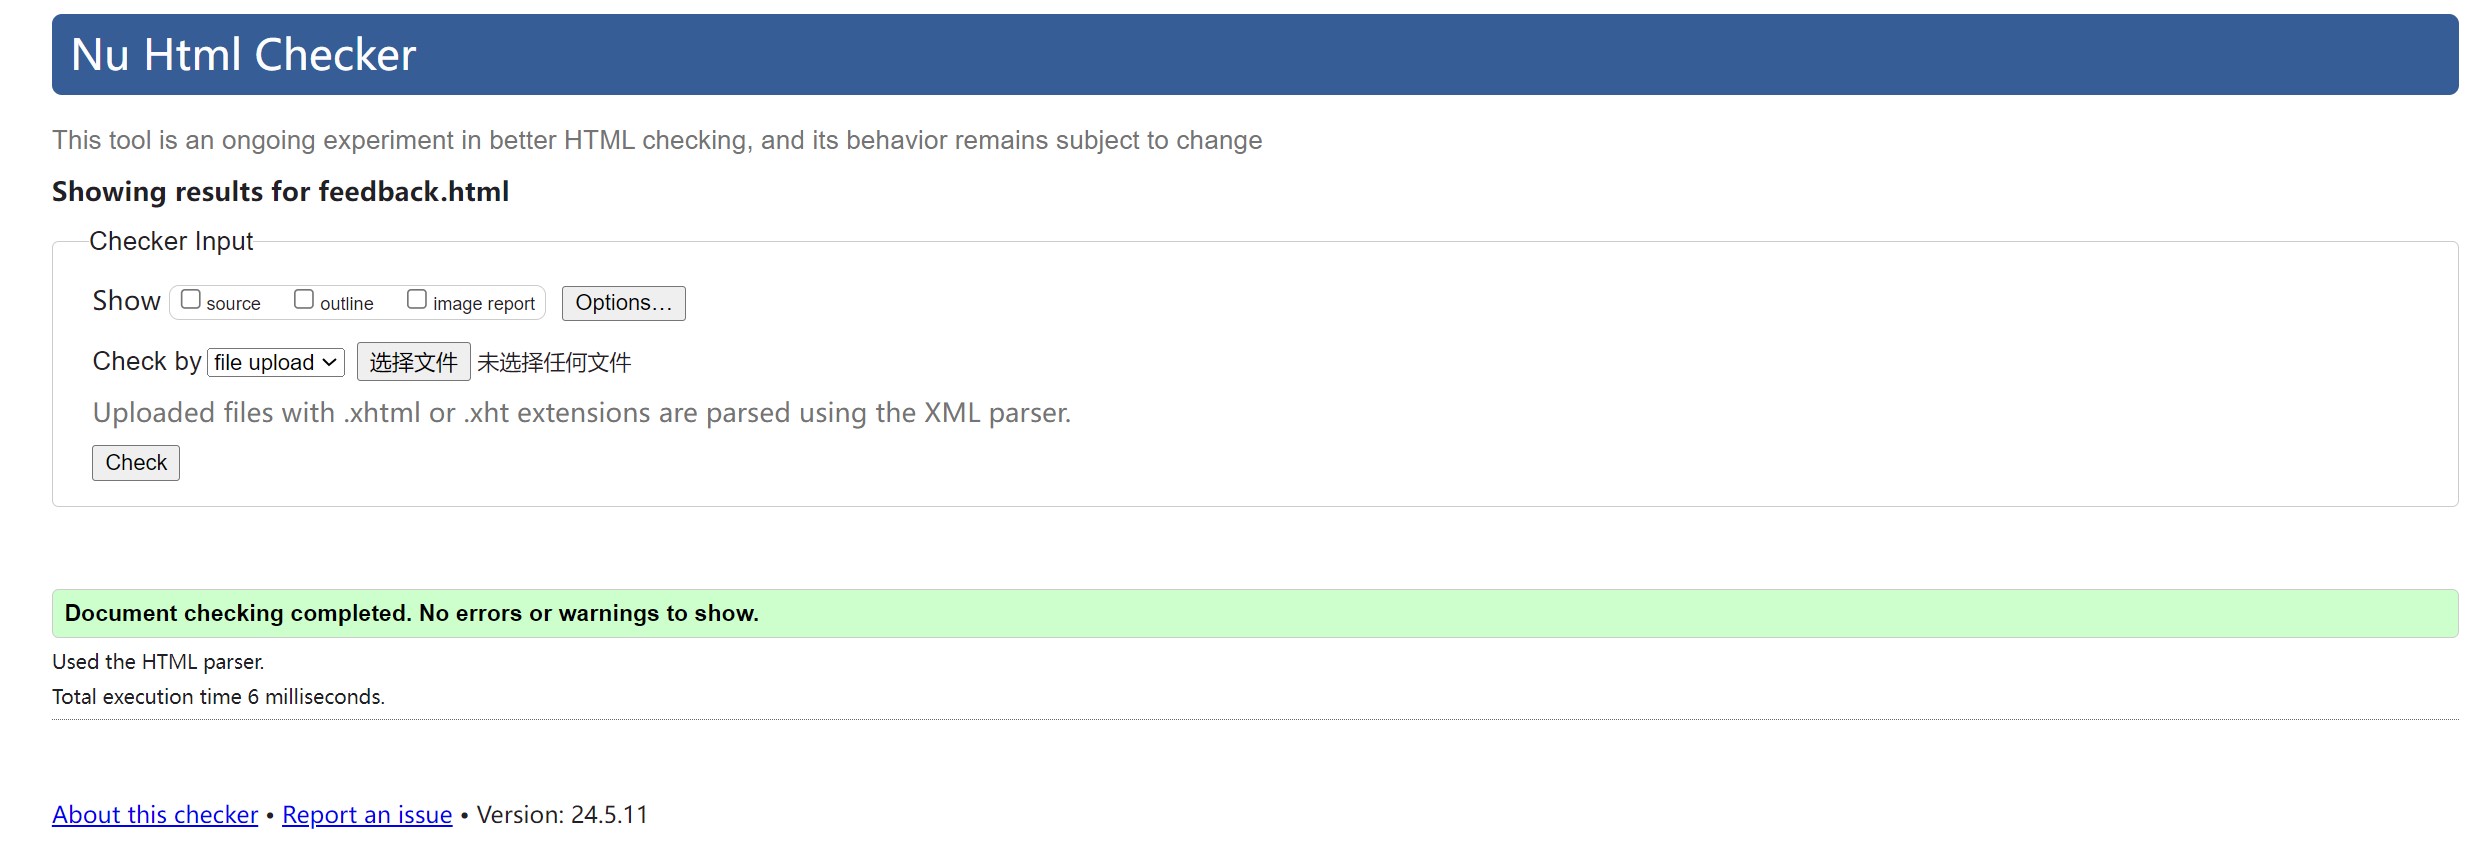 Nu Html Checker
This tool is an ongoing experiment in better HTML checking, and its behavior remains subject to change
Showing results for feedback.html
Checker Input
Show source outline image report Options...
Check by file upload 选择文件 未选择任何文件
Uploaded files with .xhtml or .xht extensions are parsed using the XML parser.
Check
Document checking completed. No errors or warnings to show.
Used the HTML parser.
Total execution time 6 milliseconds.
About this checker • Report an issue • Version: 24.5.11